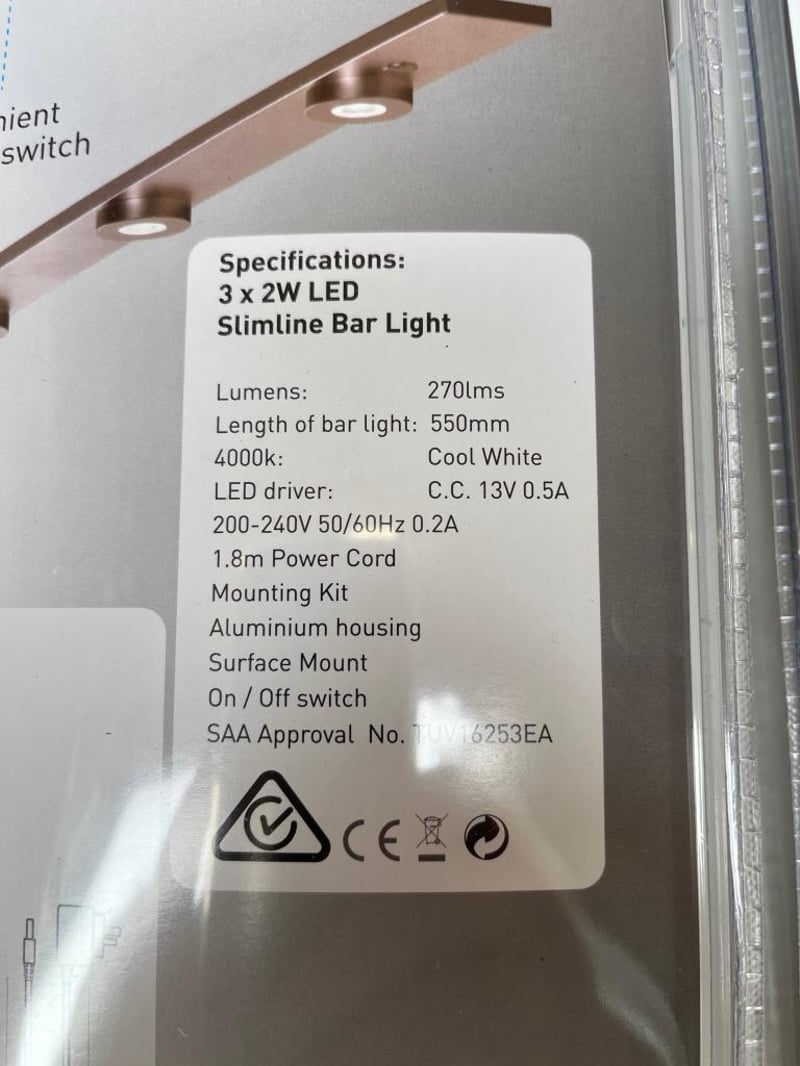 switch
Specifications:
3 x 2W LED
Slimline Bar Light
Lumens: 270lms
Length of bar light: 550mm
4000k: Cool White
LED driver: C.C. 13V 0.5A
200-240V 50/60Hz 0.2A
1.8m Power Cord
Mounting Kit
Aluminium housing
Surface Mount
On / Off switch
SAA Approval No. TUV16253EA
CE